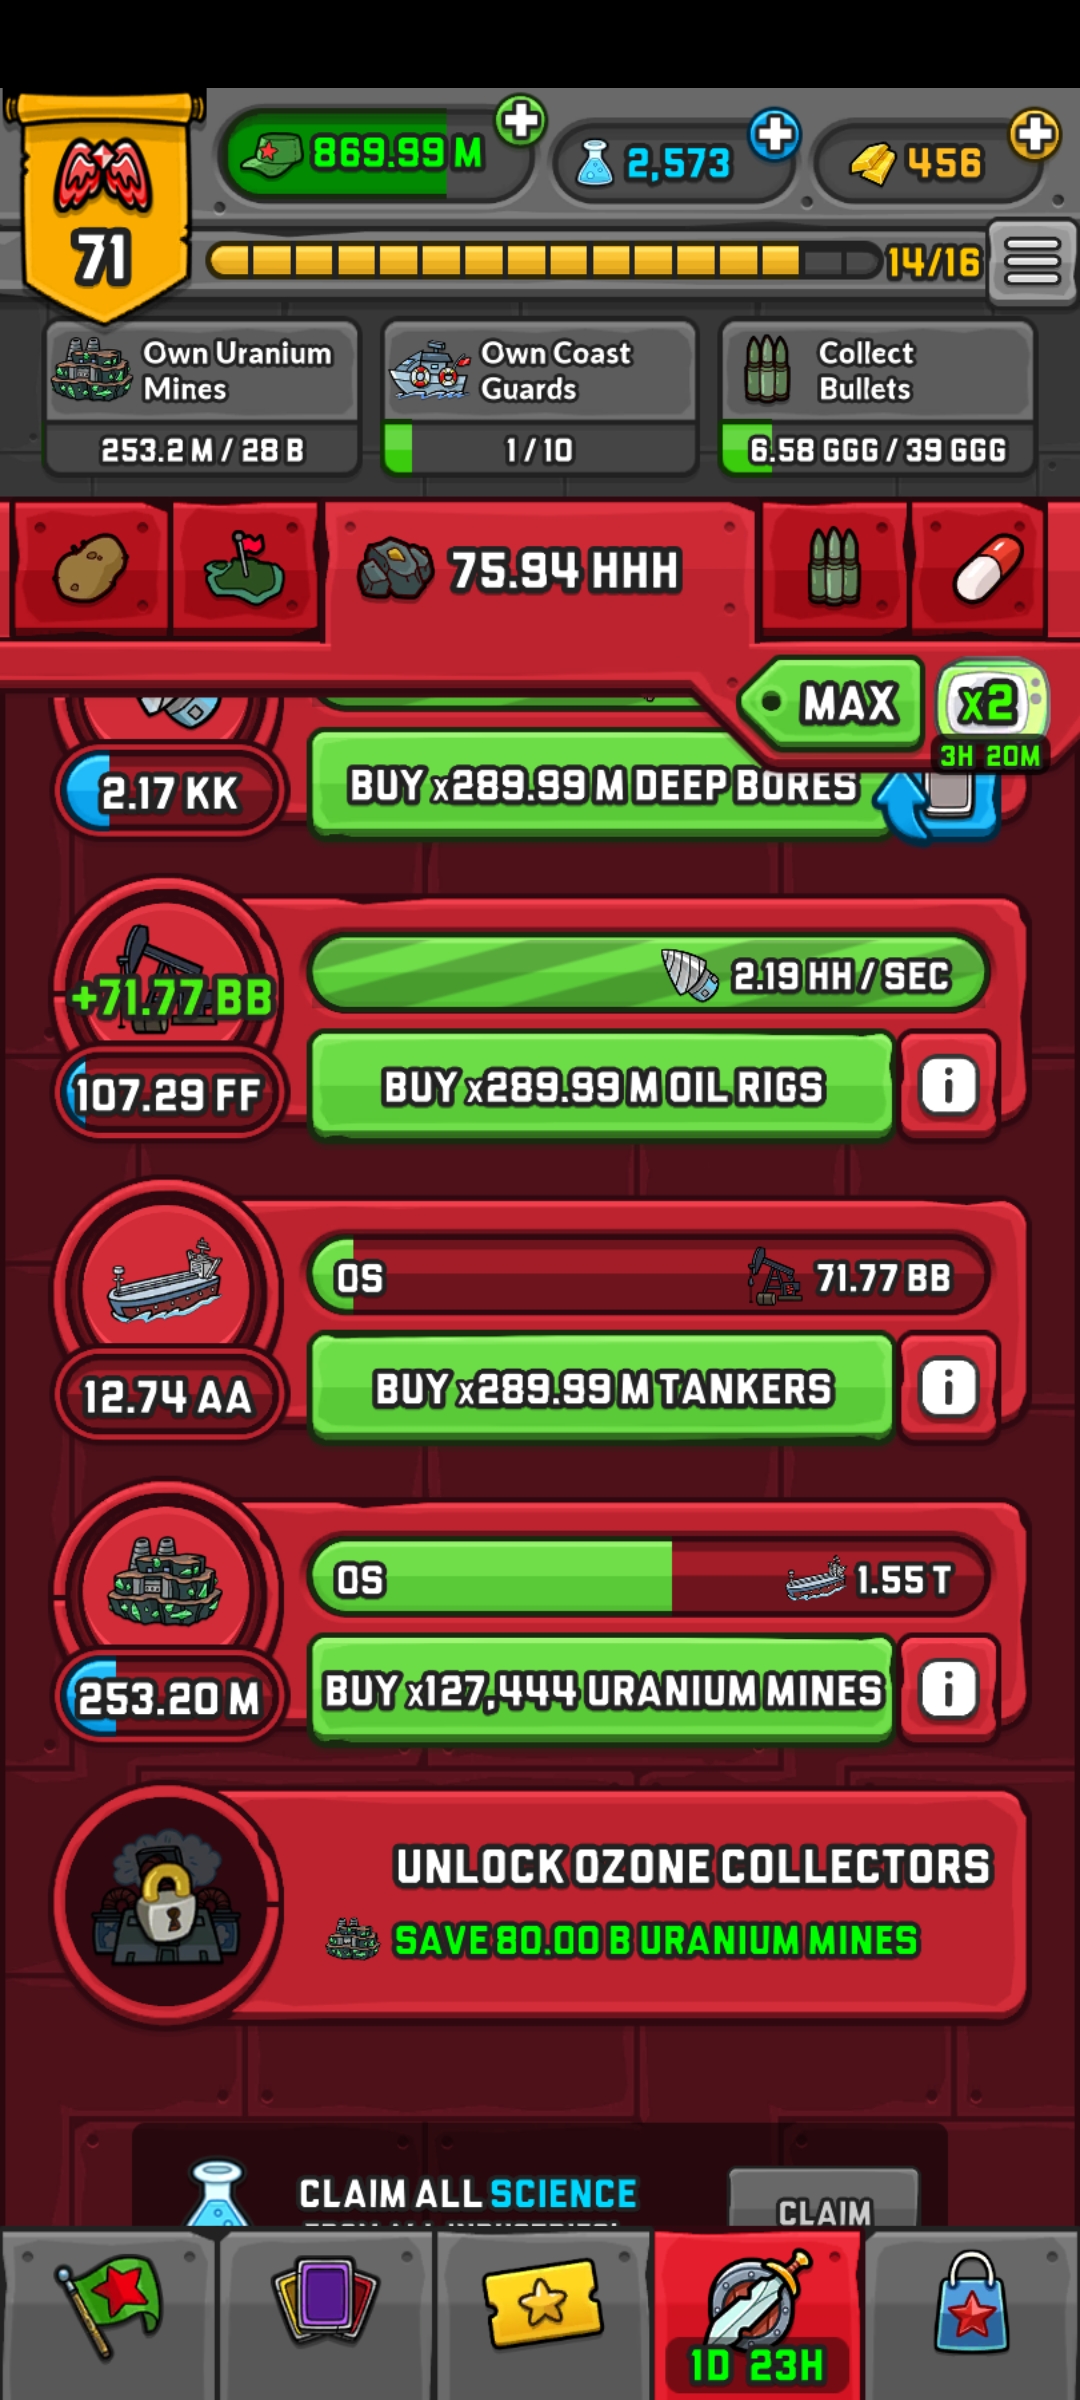 869.99 M
2,573
456
71
14/16
Own Uranium
Mines
253.2 M / 28 B
Own Coast
Guards
1 / 10
Collect
Bullets
6.58 GGG / 39 GGG
75.94 HHH
MAX
x2
3H 20M
2.17 KK
BUY x289.99 M DEEP BORES
+71.77 BB
2.19 HH / SEC
107.29 FF
BUY x289.99 M OIL RIGS
i
0S
71.77 BB
12.74 AA
BUY x289.99 M TANKERS
i
0S
1.55 T
253.20 M
BUY x127,444 URANIUM MINES
i
UNLOCK OZONE COLLECTORS
SAVE 80.00 B URANIUM MINES
CLAIM ALL SCIENCE
CLAIM
1D 23H